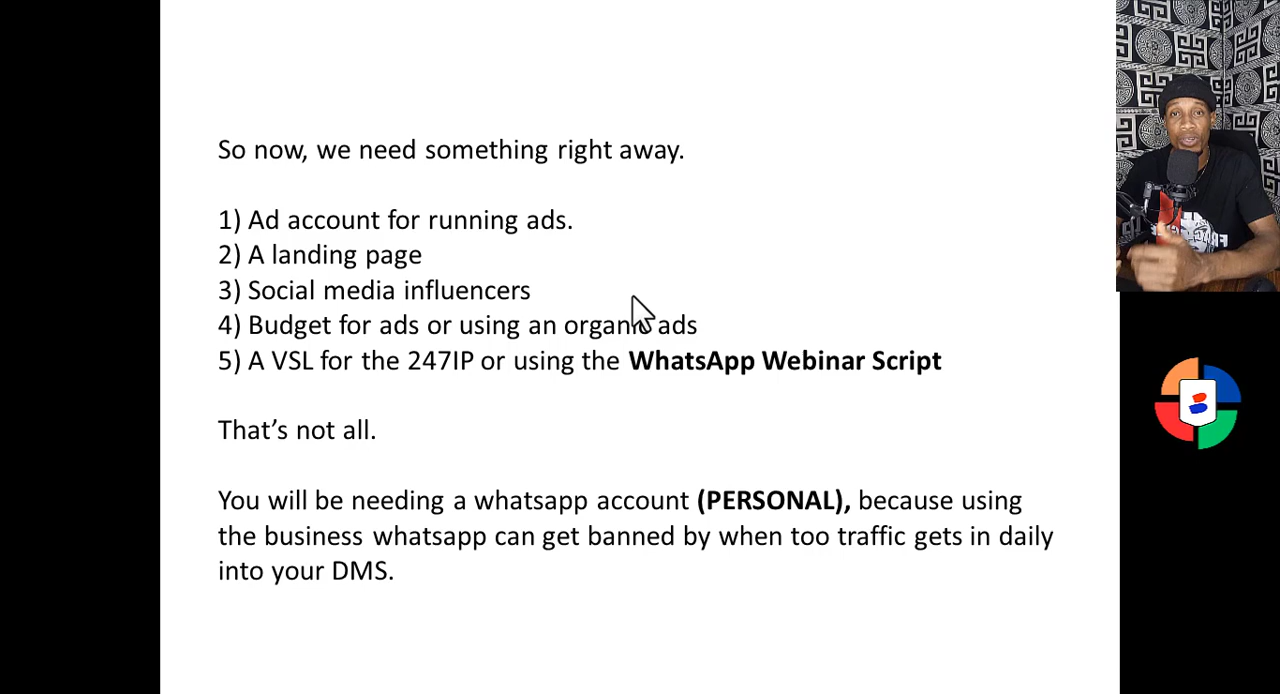 So now, we need something right away.
1) Ad account for running ads.
2) A landing page
3) Social media influencers
4) Budget for ads or using an organic ads
5) A VSL for the 247IP or using the WhatsApp Webinar Script
That’s not all.
You will be needing a whatsapp account (PERSONAL), because using
the business whatsapp can get banned by when too traffic gets in daily
into your DMS.